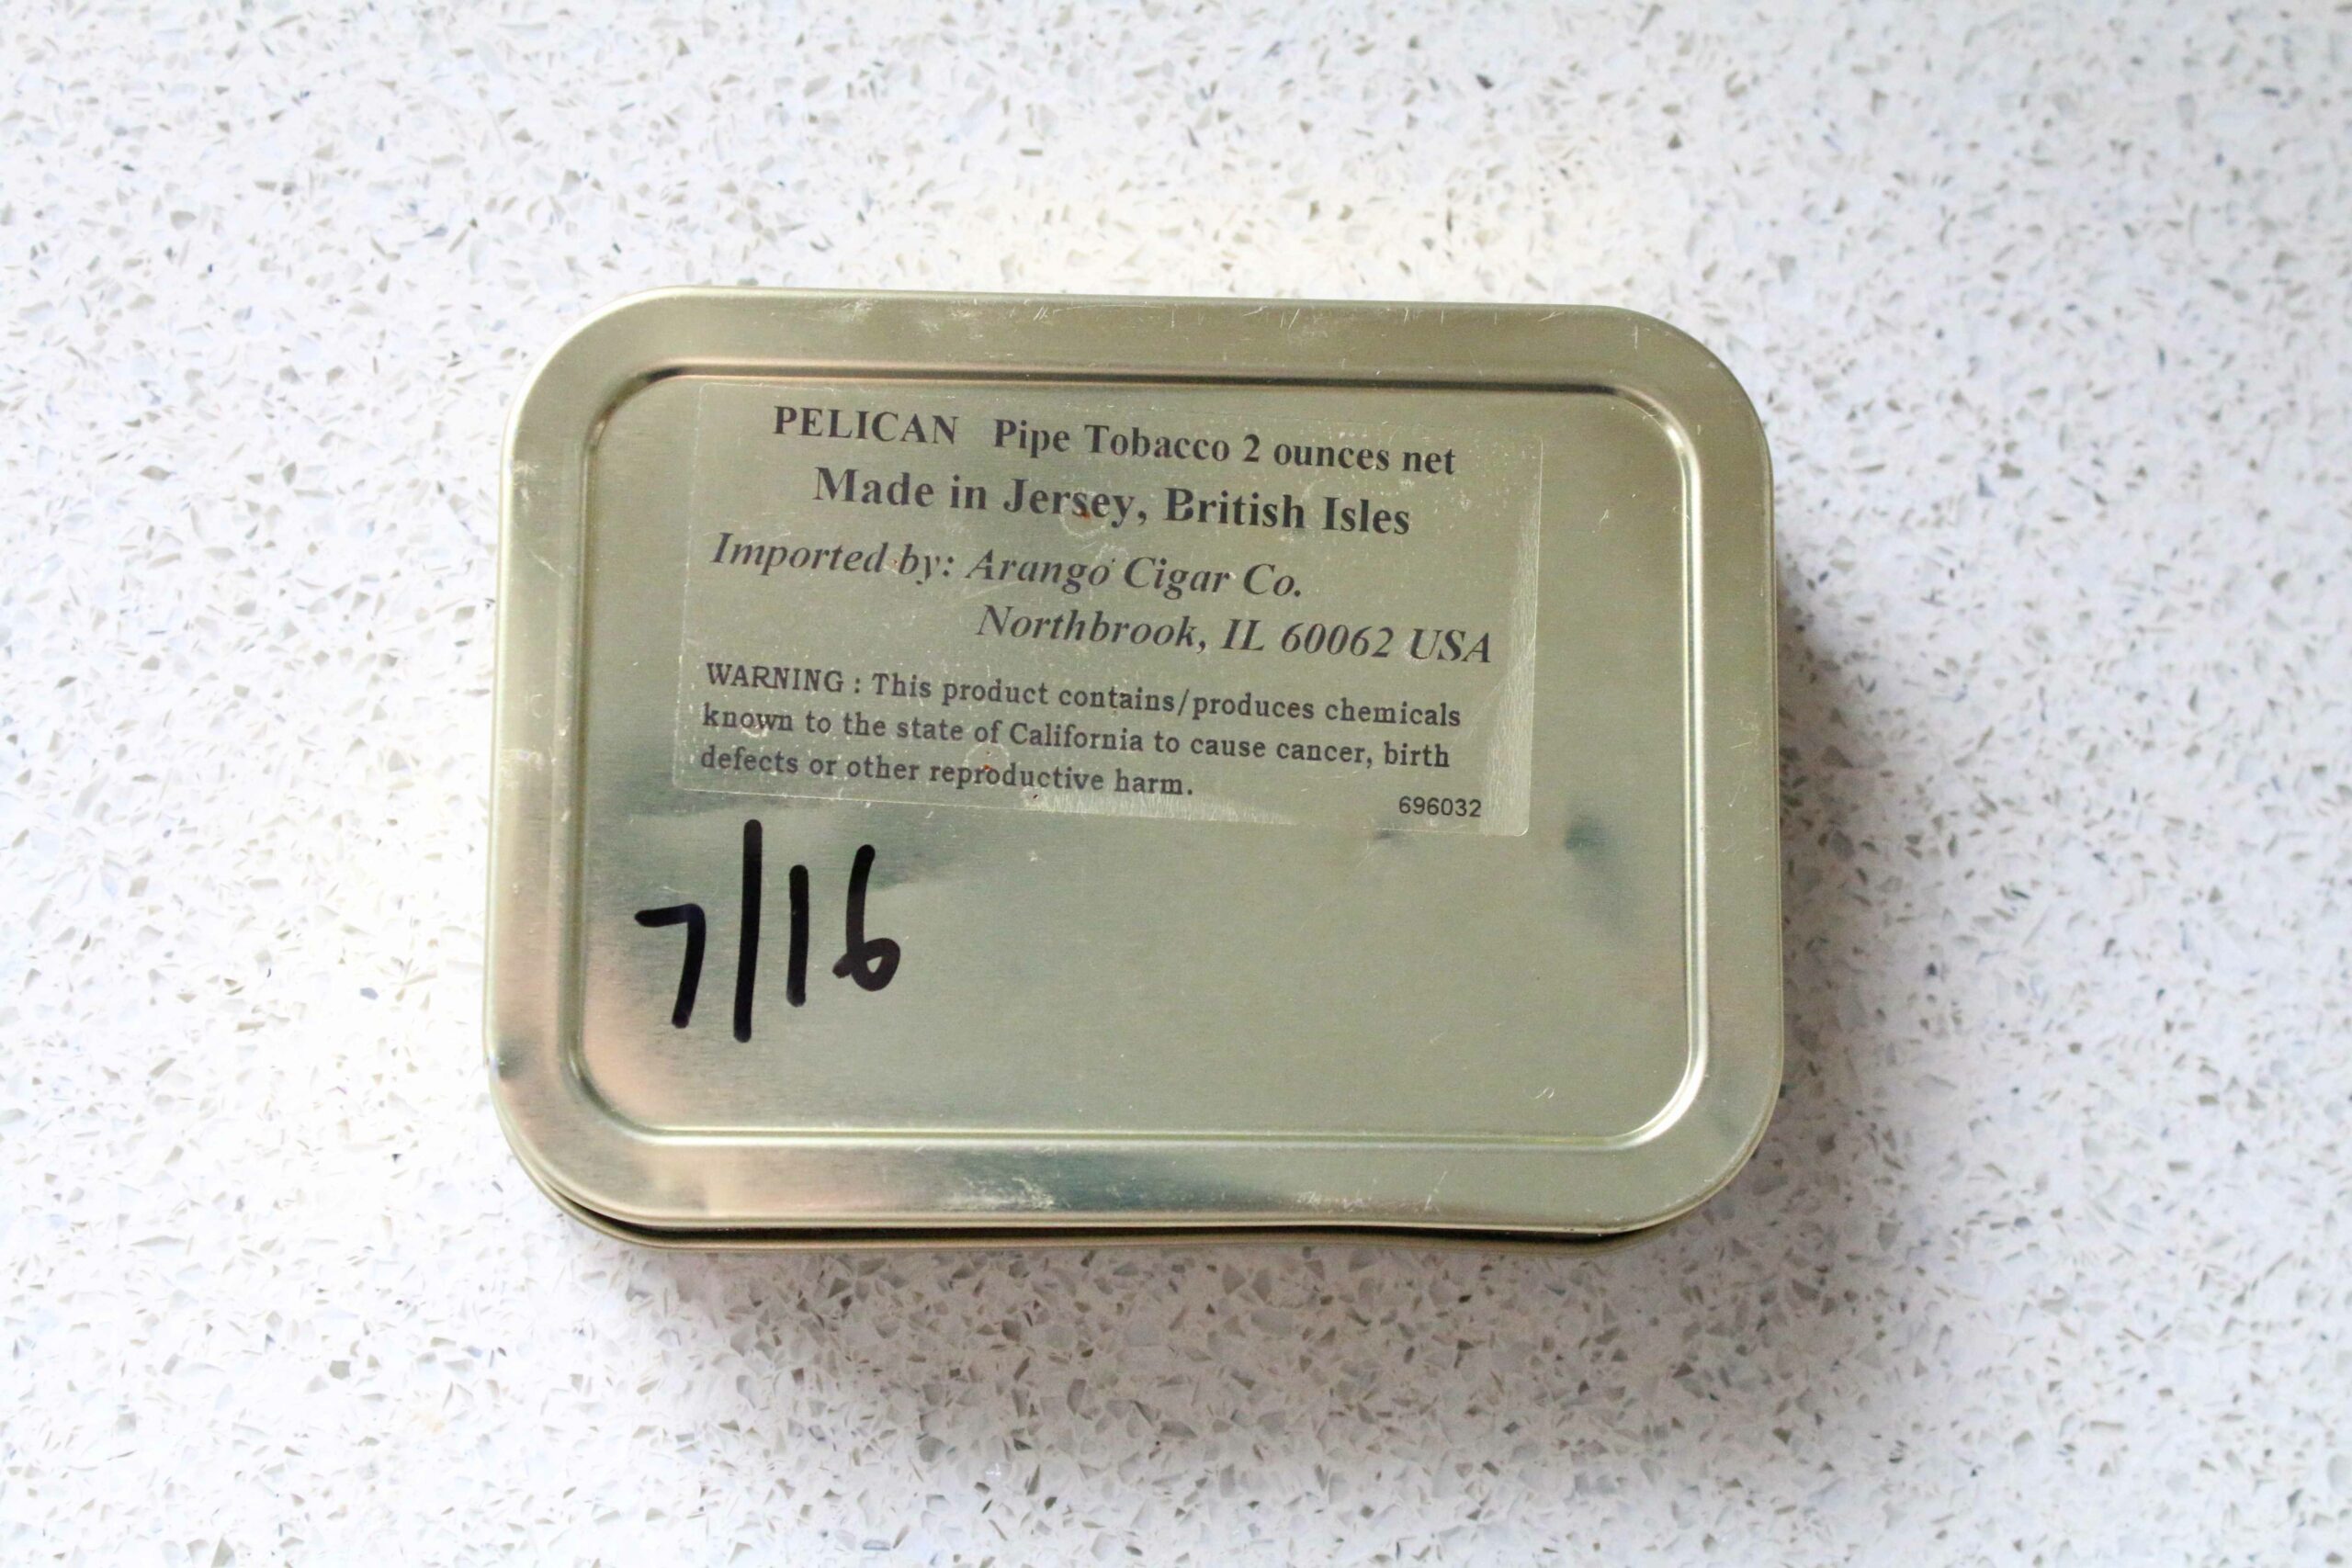 PELICAN Pipe Tobacco 2 ounces net
Made in Jersey, British Isles
Imported by: Arango Cigar Co.
Northbrook, IL 60062 USA
WARNING : This product contains/produces chemicals
known to the state of California to cause cancer, birth
defects or other reproductive harm.
696032
7/16